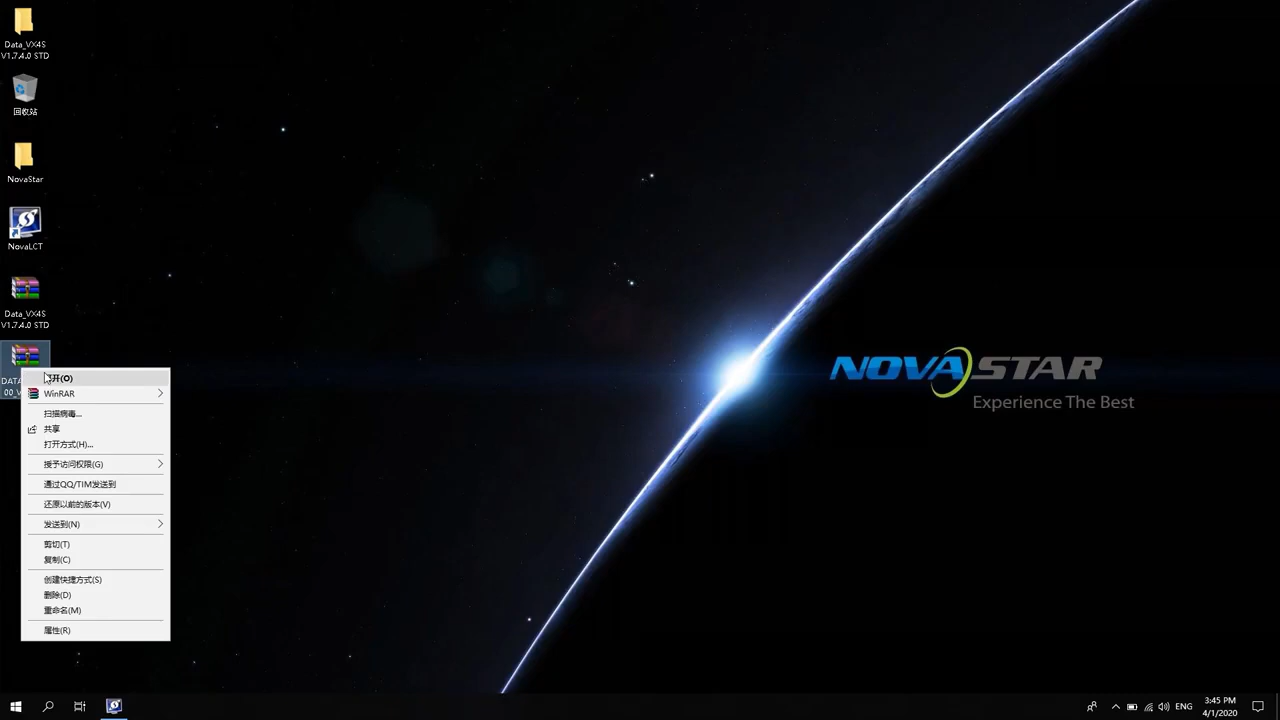 Data_VX4S
V1.7.4.0 STD
回收站
NovaStar
NovaLCT
Data_VX4S
V1.7.4.0 STD
DATA
00_V
开(O)
WinRAR
扫描病毒...
共享
打开方式(H)...
授予访问权限(G)
通过QQ/TIM发送到
还原以前的版本(V)
发送到(N)
剪切(T)
复制(C)
创建快捷方式(S)
删除(D)
重命名(M)
属性(R)
NOVASTAR
Experience The Best
ENG
3:45 PM
4/1/2020